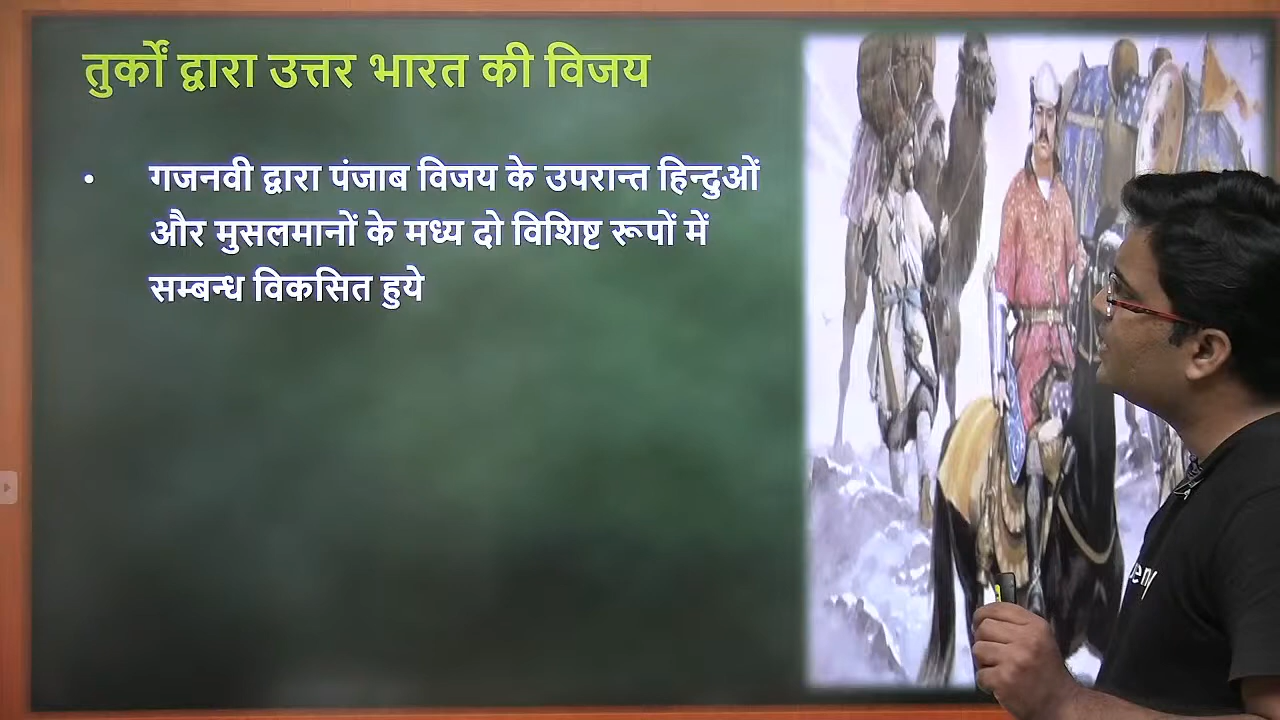 तुर्कों द्वारा उत्तर भारत की विजय
• गजनवी द्वारा पंजाब विजय के उपरान्त हिन्दुओं
और मुसलमानों के मध्य दो विशिष्ट रूपों में
सम्बन्ध विकसित हुये